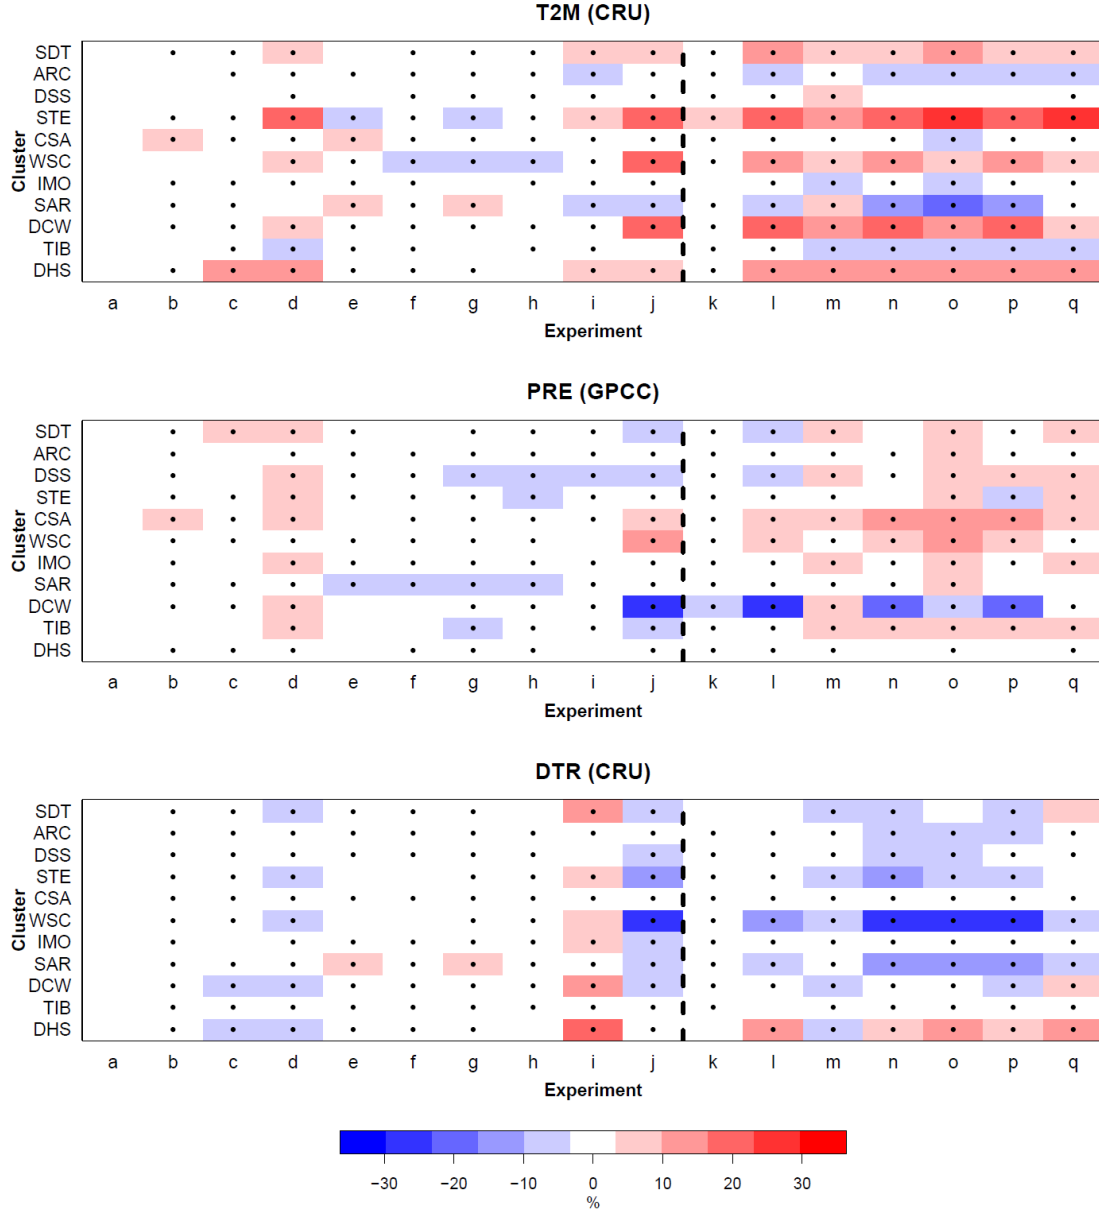 T2M (CRU)
SDT
ARC
DSS
STE
CSA
WSC
IMO
SAR
DCW
TIB
DHS
Cluster
a b c d e f g h i j k l m n o p q
Experiment
PRE (GPCC)
SDT
ARC
DSS
STE
CSA
WSC
IMO
SAR
DCW
TIB
DHS
Cluster
a b c d e f g h i j k l m n o p q
Experiment
DTR (CRU)
SDT
ARC
DSS
STE
CSA
WSC
IMO
SAR
DCW
TIB
DHS
Cluster
a b c d e f g h i j k l m n o p q
Experiment
−30 −20 −10 0 10 20 30
%